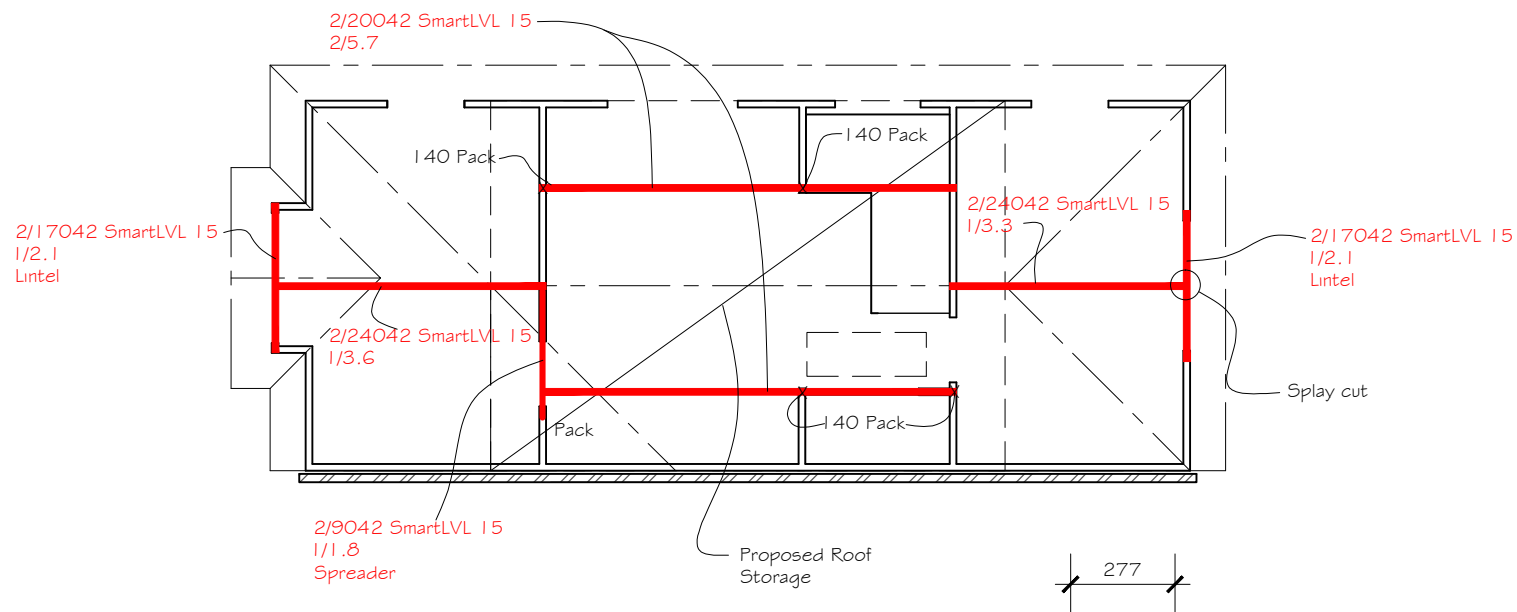 2/20042 SmartLVL 15
2/5.7
140 Pack
140 Pack
2/24042 SmartLVL 15
1/3.3
2/17042 SmartLVL 15
1/2.1
Lintel
2/17042 SmartLVL 15
1/2.1
Lintel
2/24042 SmartLVL 15
1/3.6
Splay cut
Pack
140 Pack
2/9042 SmartLVL 15
1/1.8
Spreader
Proposed Roof
Storage
277